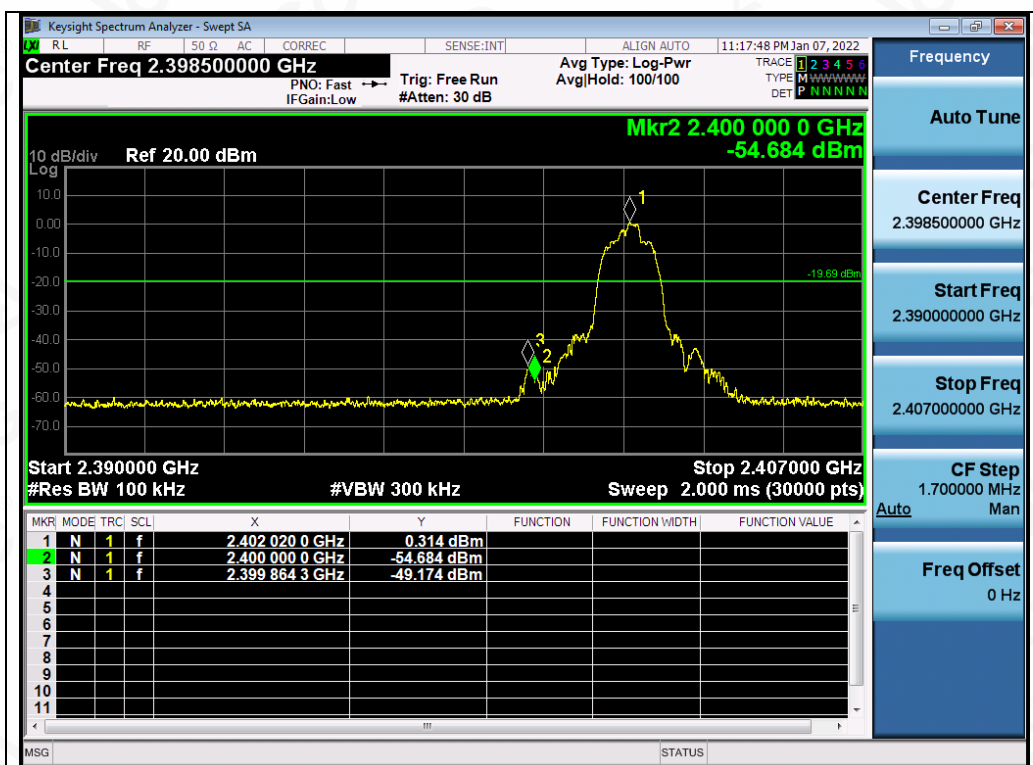 Keysight Spectrum Analyzer - Swept SA
LXI RL RF 50 Ω AC CORREC SENSE:INT ALIGN AUTO 11:17:48 PM Jan 07, 2022
Center Freq 2.398500000 GHz
PNO: Fast
IFGain:Low
Trig: Free Run
#Atten: 30 dB
Avg Type: Log-Pwr
Avg|Hold: 100/100
TRACE 1 2 3 4 5 6
TYPE M WWWWW
DET P N N N N N
Frequency
Mkr2 2.400 000 0 GHz
-54.684 dBm
10 dB/div Ref 20.00 dBm
Log
10.0
0.00
-10.0
-20.0
-30.0
-40.0
-50.0
-60.0
-70.0
1
-19.69 dBm
3
2
Start 2.390000 GHz Stop 2.407000 GHz
#Res BW 100 kHz #VBW 300 kHz Sweep 2.000 ms (30000 pts)
MKR MODE TRC SCL X Y FUNCTION FUNCTION WIDTH FUNCTION VALUE
1 N 1 f 2.402 020 0 GHz 0.314 dBm
2 N 1 f 2.400 000 0 GHz -54.684 dBm
3 N 1 f 2.399 864 3 GHz -49.174 dBm
4
5
6
7
8
9
10
11
MSG STATUS
Auto Tune
Center Freq
2.398500000 GHz
Start Freq
2.390000000 GHz
Stop Freq
2.407000000 GHz
CF Step
1.700000 MHz
Auto Man
Freq Offset
0 Hz